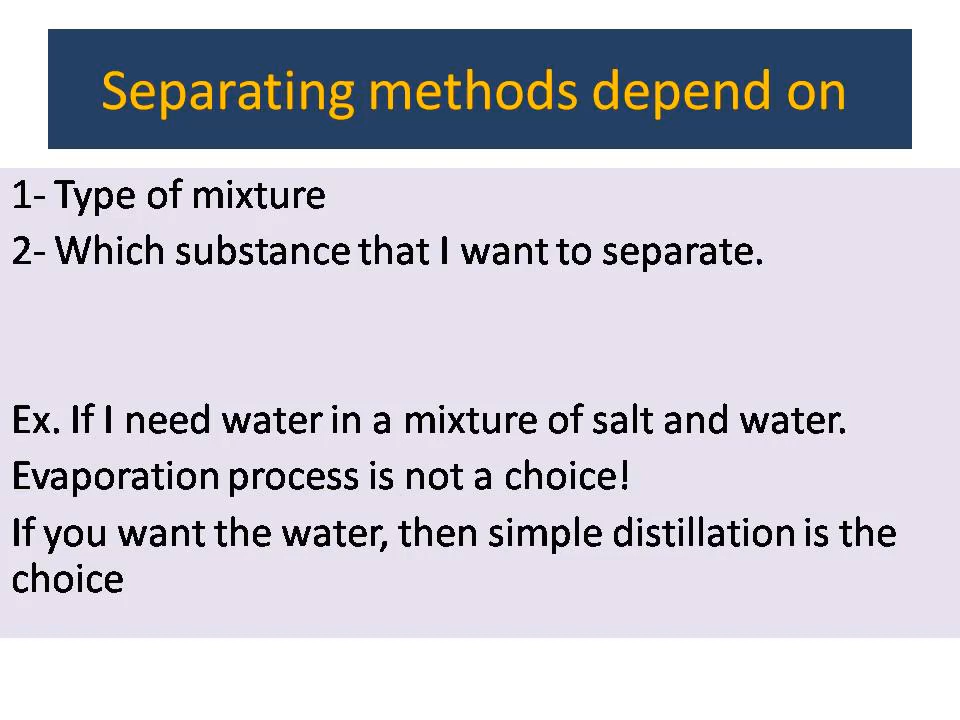 Separating methods depend on
1- Type of mixture
2- Which substance that I want to separate.
Ex. If I need water in a mixture of salt and water.
Evaporation process is not a choice!
If you want the water, then simple distillation is the
choice